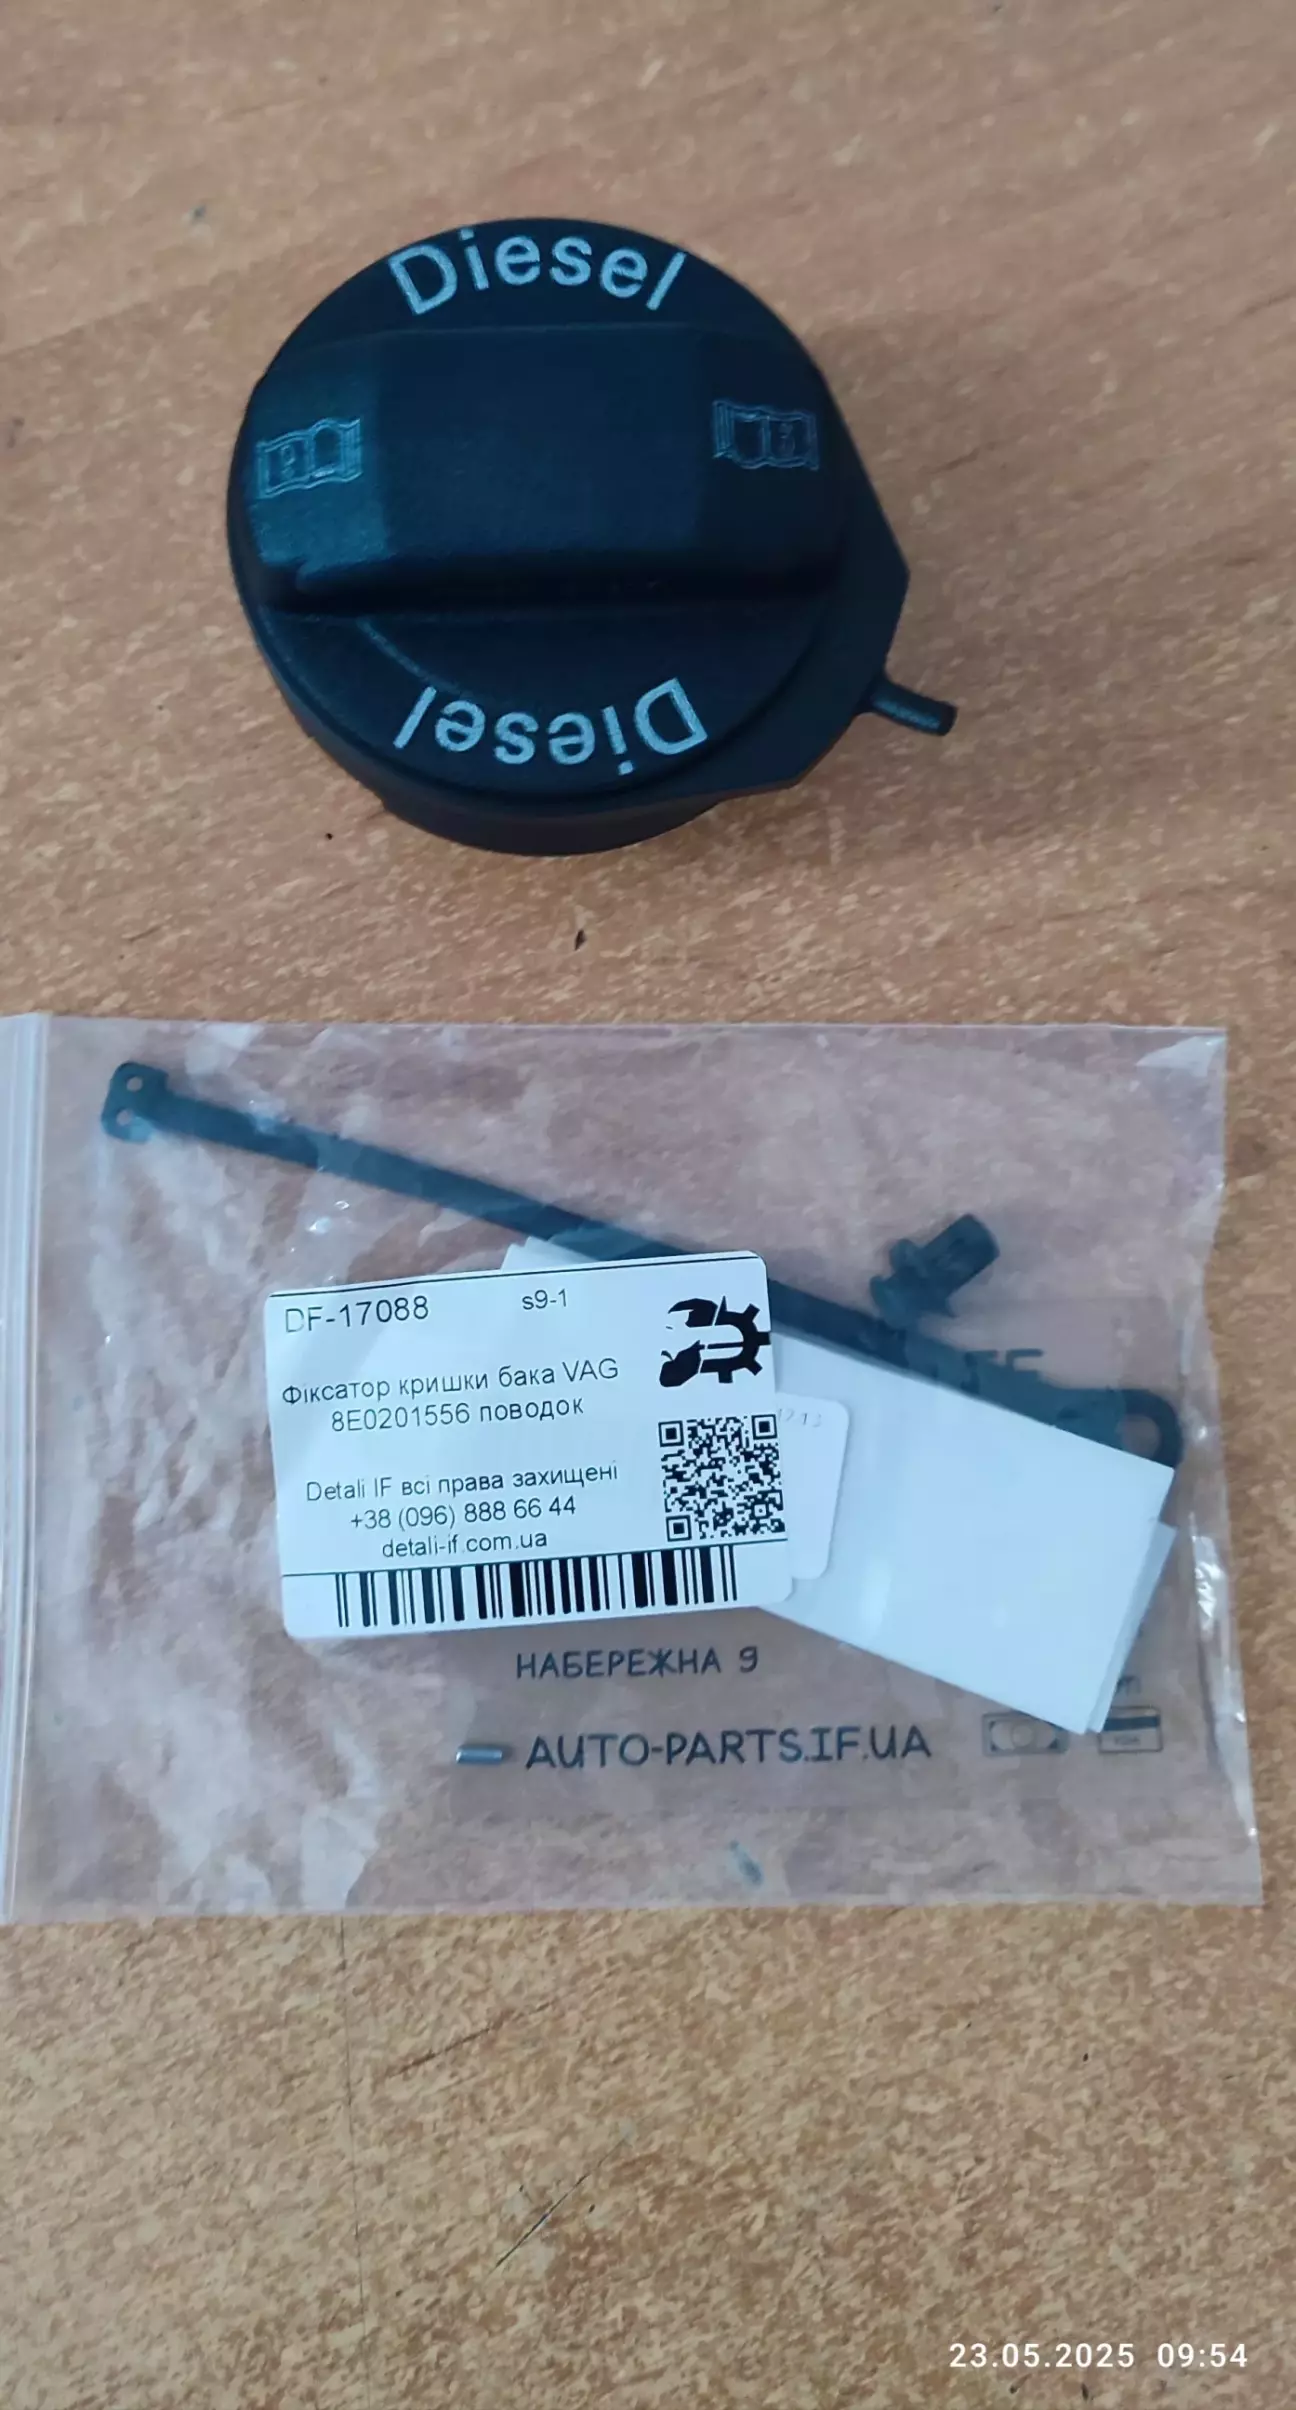 Diesel
Diesel
DF-17088
s9-1
Фіксатор кришки бака VAG
8E0201556 поводок
Detali IF всі права захищені
+38 (096) 888 66 44
detali-if.com.ua
НАБЕРЕЖНА 9
AUTO-PARTS.IF.UA
23.05.2025 09:54